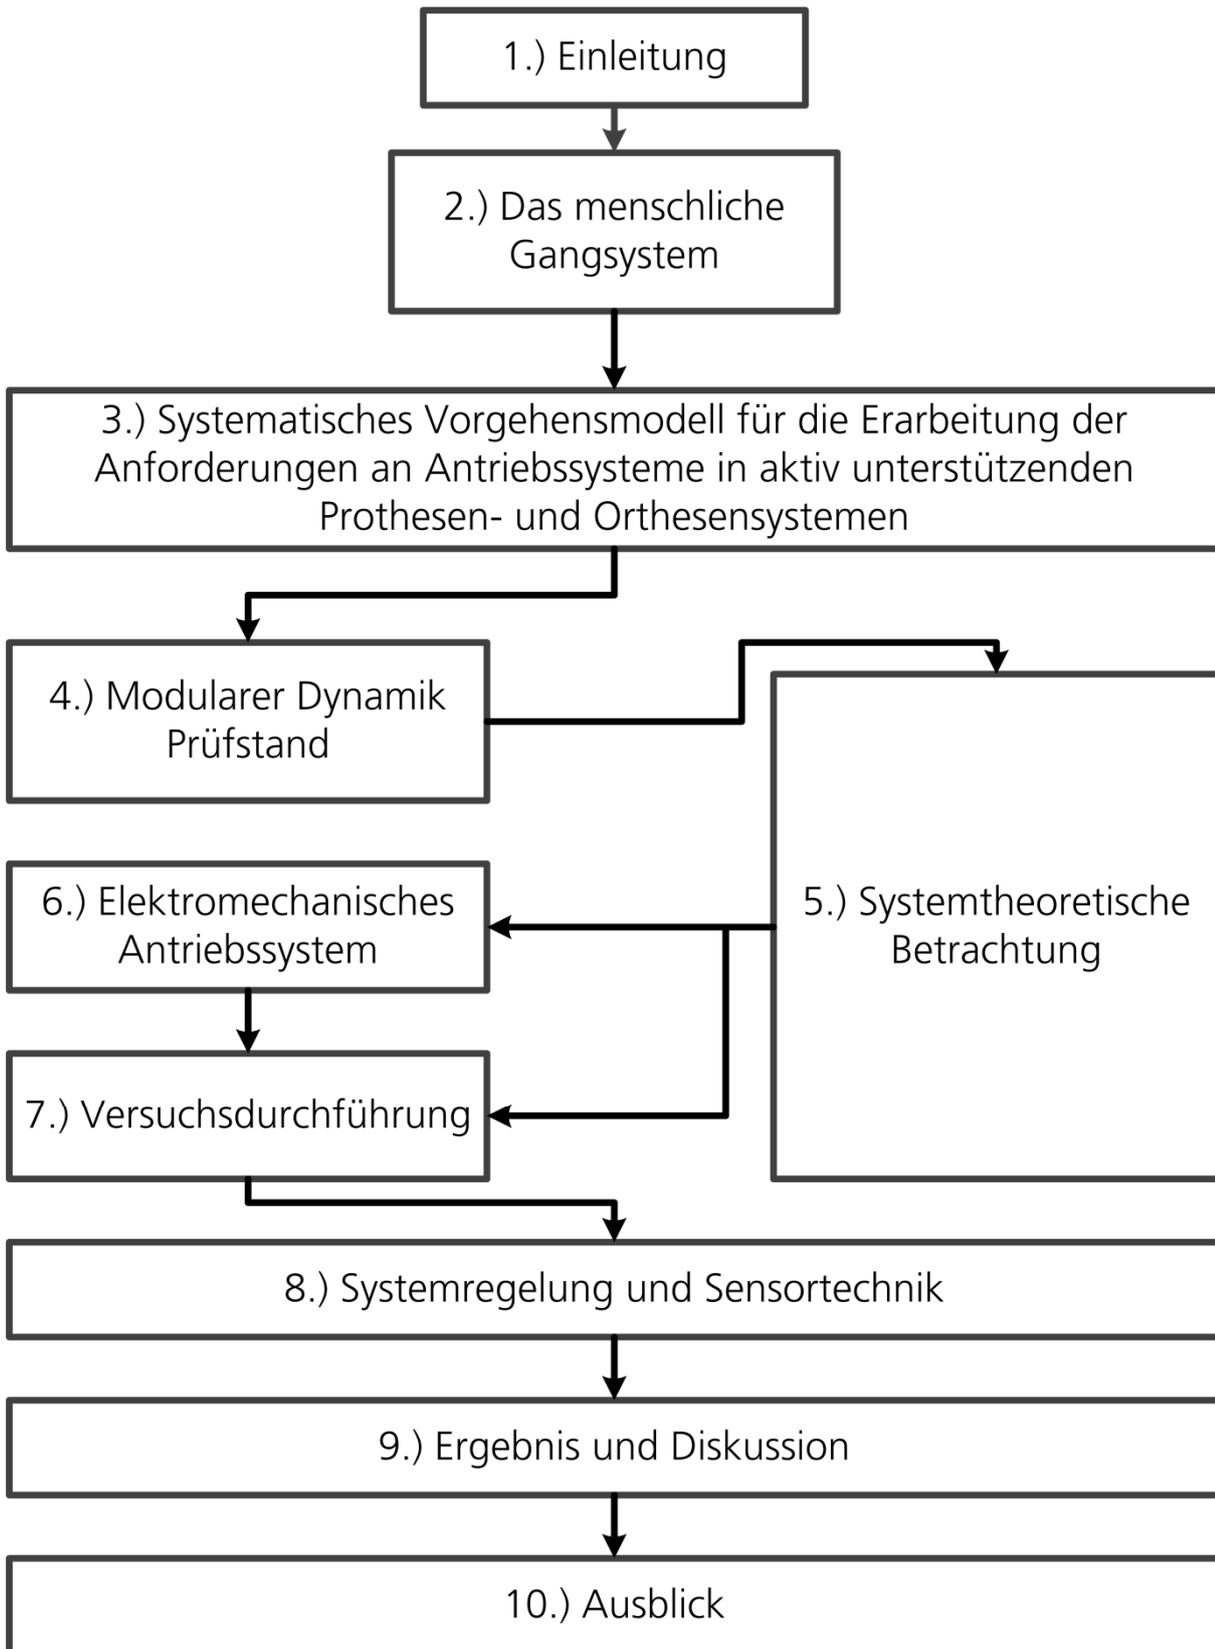 1.) Einleitung
2.) Das menschliche
Gangsystem
3.) Systematisches Vorgehensmodell für die Erarbeitung der
Anforderungen an Antriebssysteme in aktiv unterstützenden
Prothesen- und Orthesensystemen
4.) Modularer Dynamik
Prüfstand
5.) Systemtheoretische
Betrachtung
6.) Elektromechanisches
Antriebssystem
7.) Versuchsdurchführung
8.) Systemregelung und Sensortechnik
9.) Ergebnis und Diskussion
10.) Ausblick